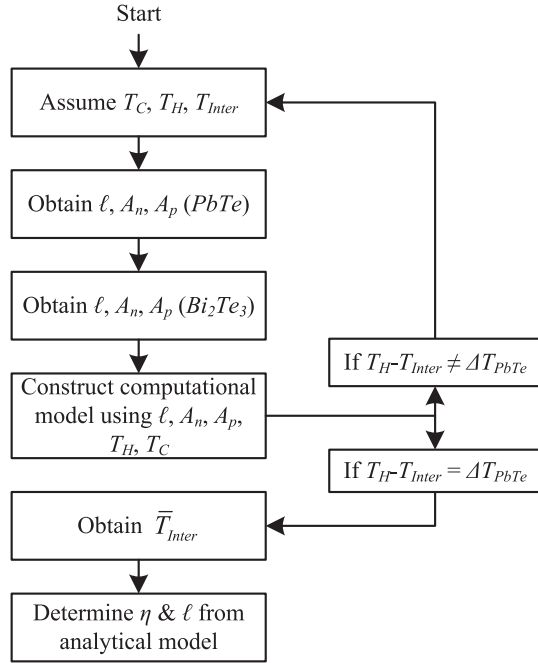 Start
Assume T_C, T_H, T_Inter
Obtain ℓ, A_n, A_p (PbTe)
Obtain ℓ, A_n, A_p (Bi₂Te₃)
Construct computational
model using ℓ, A_n, A_p,
T_H, T_C
If T_H-T_Inter ≠ ΔT_PbTe
If T_H-T_Inter = ΔT_PbTe
Obtain T̅_Inter
Determine η & ℓ from
analytical model